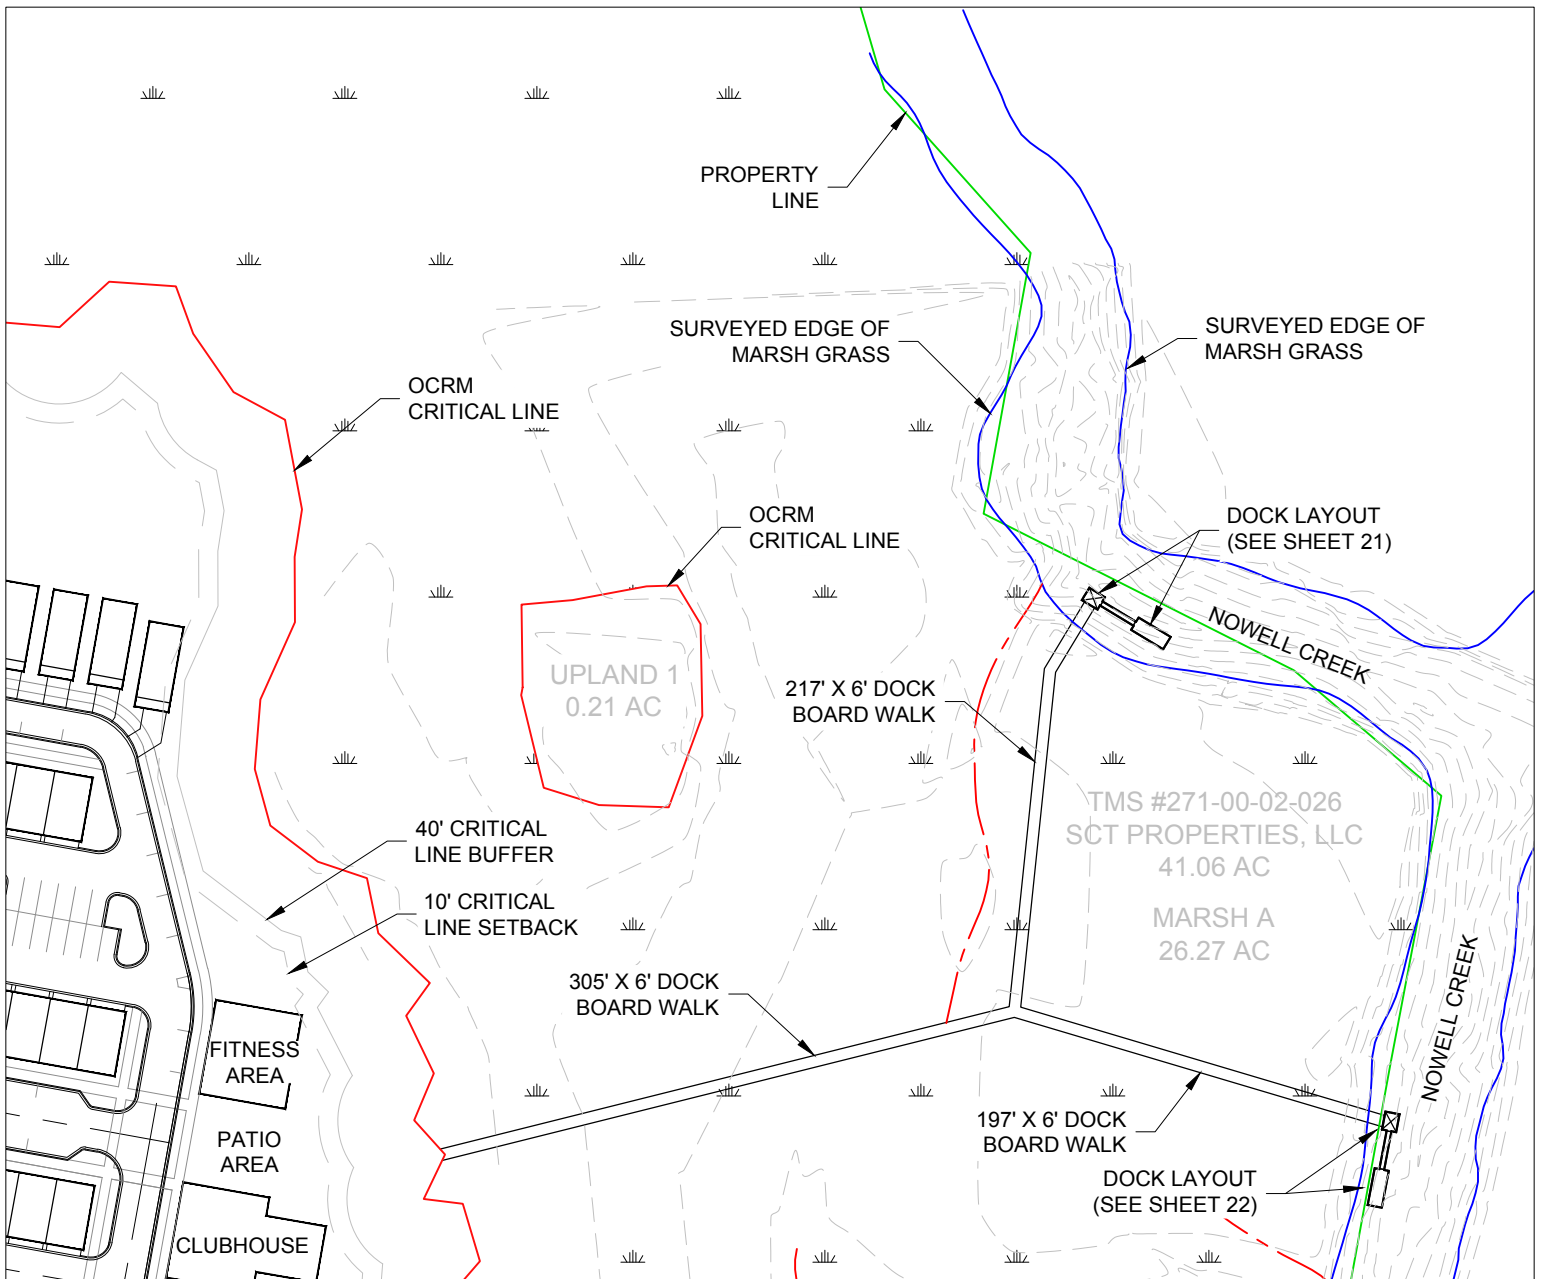 PROPERTY
LINE
SURVEYED EDGE OF
MARSH GRASS
SURVEYED EDGE OF
MARSH GRASS
OCRM
CRITICAL LINE
OCRM
CRITICAL LINE
DOCK LAYOUT
(SEE SHEET 21)
NOWELL CREEK
UPLAND 1
0.21 AC
217' X 6' DOCK
BOARD WALK
TMS #271-00-02-026
SCT PROPERTIES, LLC
41.06 AC
MARSH A
26.27 AC
40' CRITICAL
LINE BUFFER
10' CRITICAL
LINE SETBACK
305' X 6' DOCK
BOARD WALK
NOWELL CREEK
FITNESS
AREA
PATIO
AREA
197' X 6' DOCK
BOARD WALK
DOCK LAYOUT
(SEE SHEET 22)
CLUBHOUSE